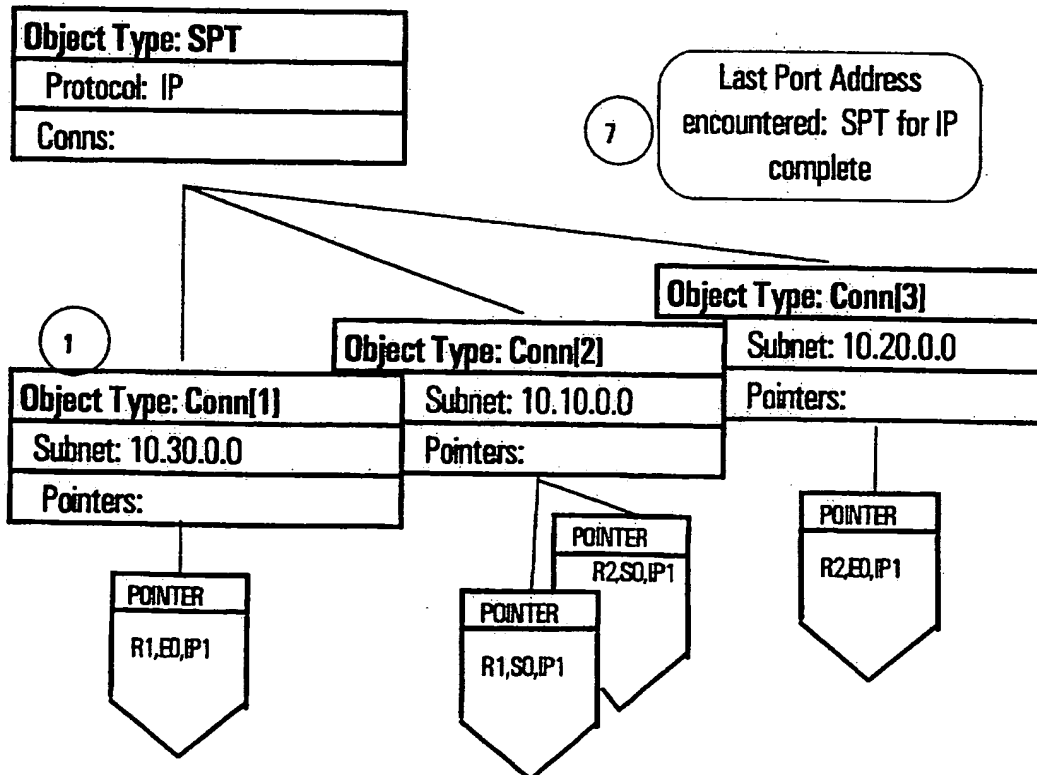 Object Type: SPT
Protocol: IP
Conns:
7
Last Port Address
encountered: SPT for IP
complete
1
Object Type: Conn[1]
Subnet: 10.30.0.0
Pointers:
Object Type: Conn[2]
Subnet: 10.10.0.0
Pointers:
Object Type: Conn[3]
Subnet: 10.20.0.0
Pointers:
POINTER
R1,E0,IP1
POINTER
R1,S0,IP1
POINTER
R2,S0,IP1
POINTER
R2,E0,IP1